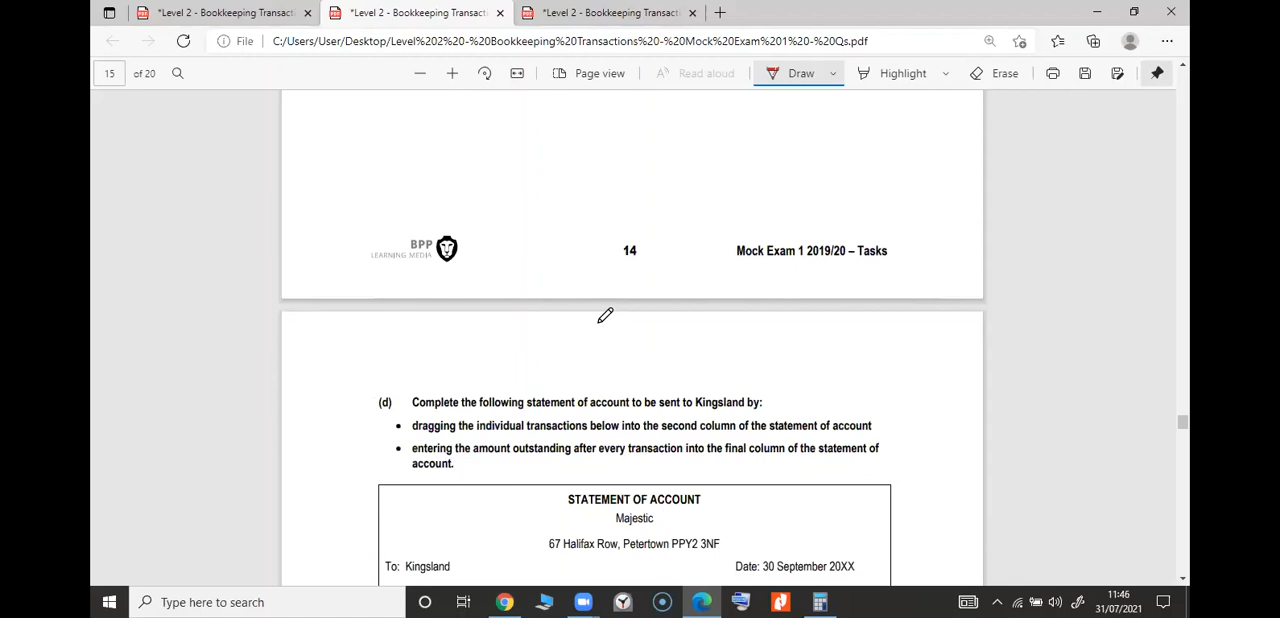 *Level 2 - Bookkeeping Transacti
*Level 2 - Bookkeeping Transacti
*Level 2 - Bookkeeping Transacti
File
C:/Users/User/Desktop/Level%202%20-%20Bookkeeping%20Transactions%20-%20Mock%20Exam%201%20-%20Qs.pdf
15 of 20
Page view
Read aloud
Draw
Highlight
Erase
BPP
LEARNING MEDIA
14
Mock Exam 1 2019/20 – Tasks
(d) Complete the following statement of account to be sent to Kingsland by:
• dragging the individual transactions below into the second column of the statement of account
• entering the amount outstanding after every transaction into the final column of the statement of
account.
STATEMENT OF ACCOUNT
Majestic
67 Halifax Row, Petertown PPY2 3NF
To: Kingsland Date: 30 September 20XX
Type here to search
11:46
31/07/2021